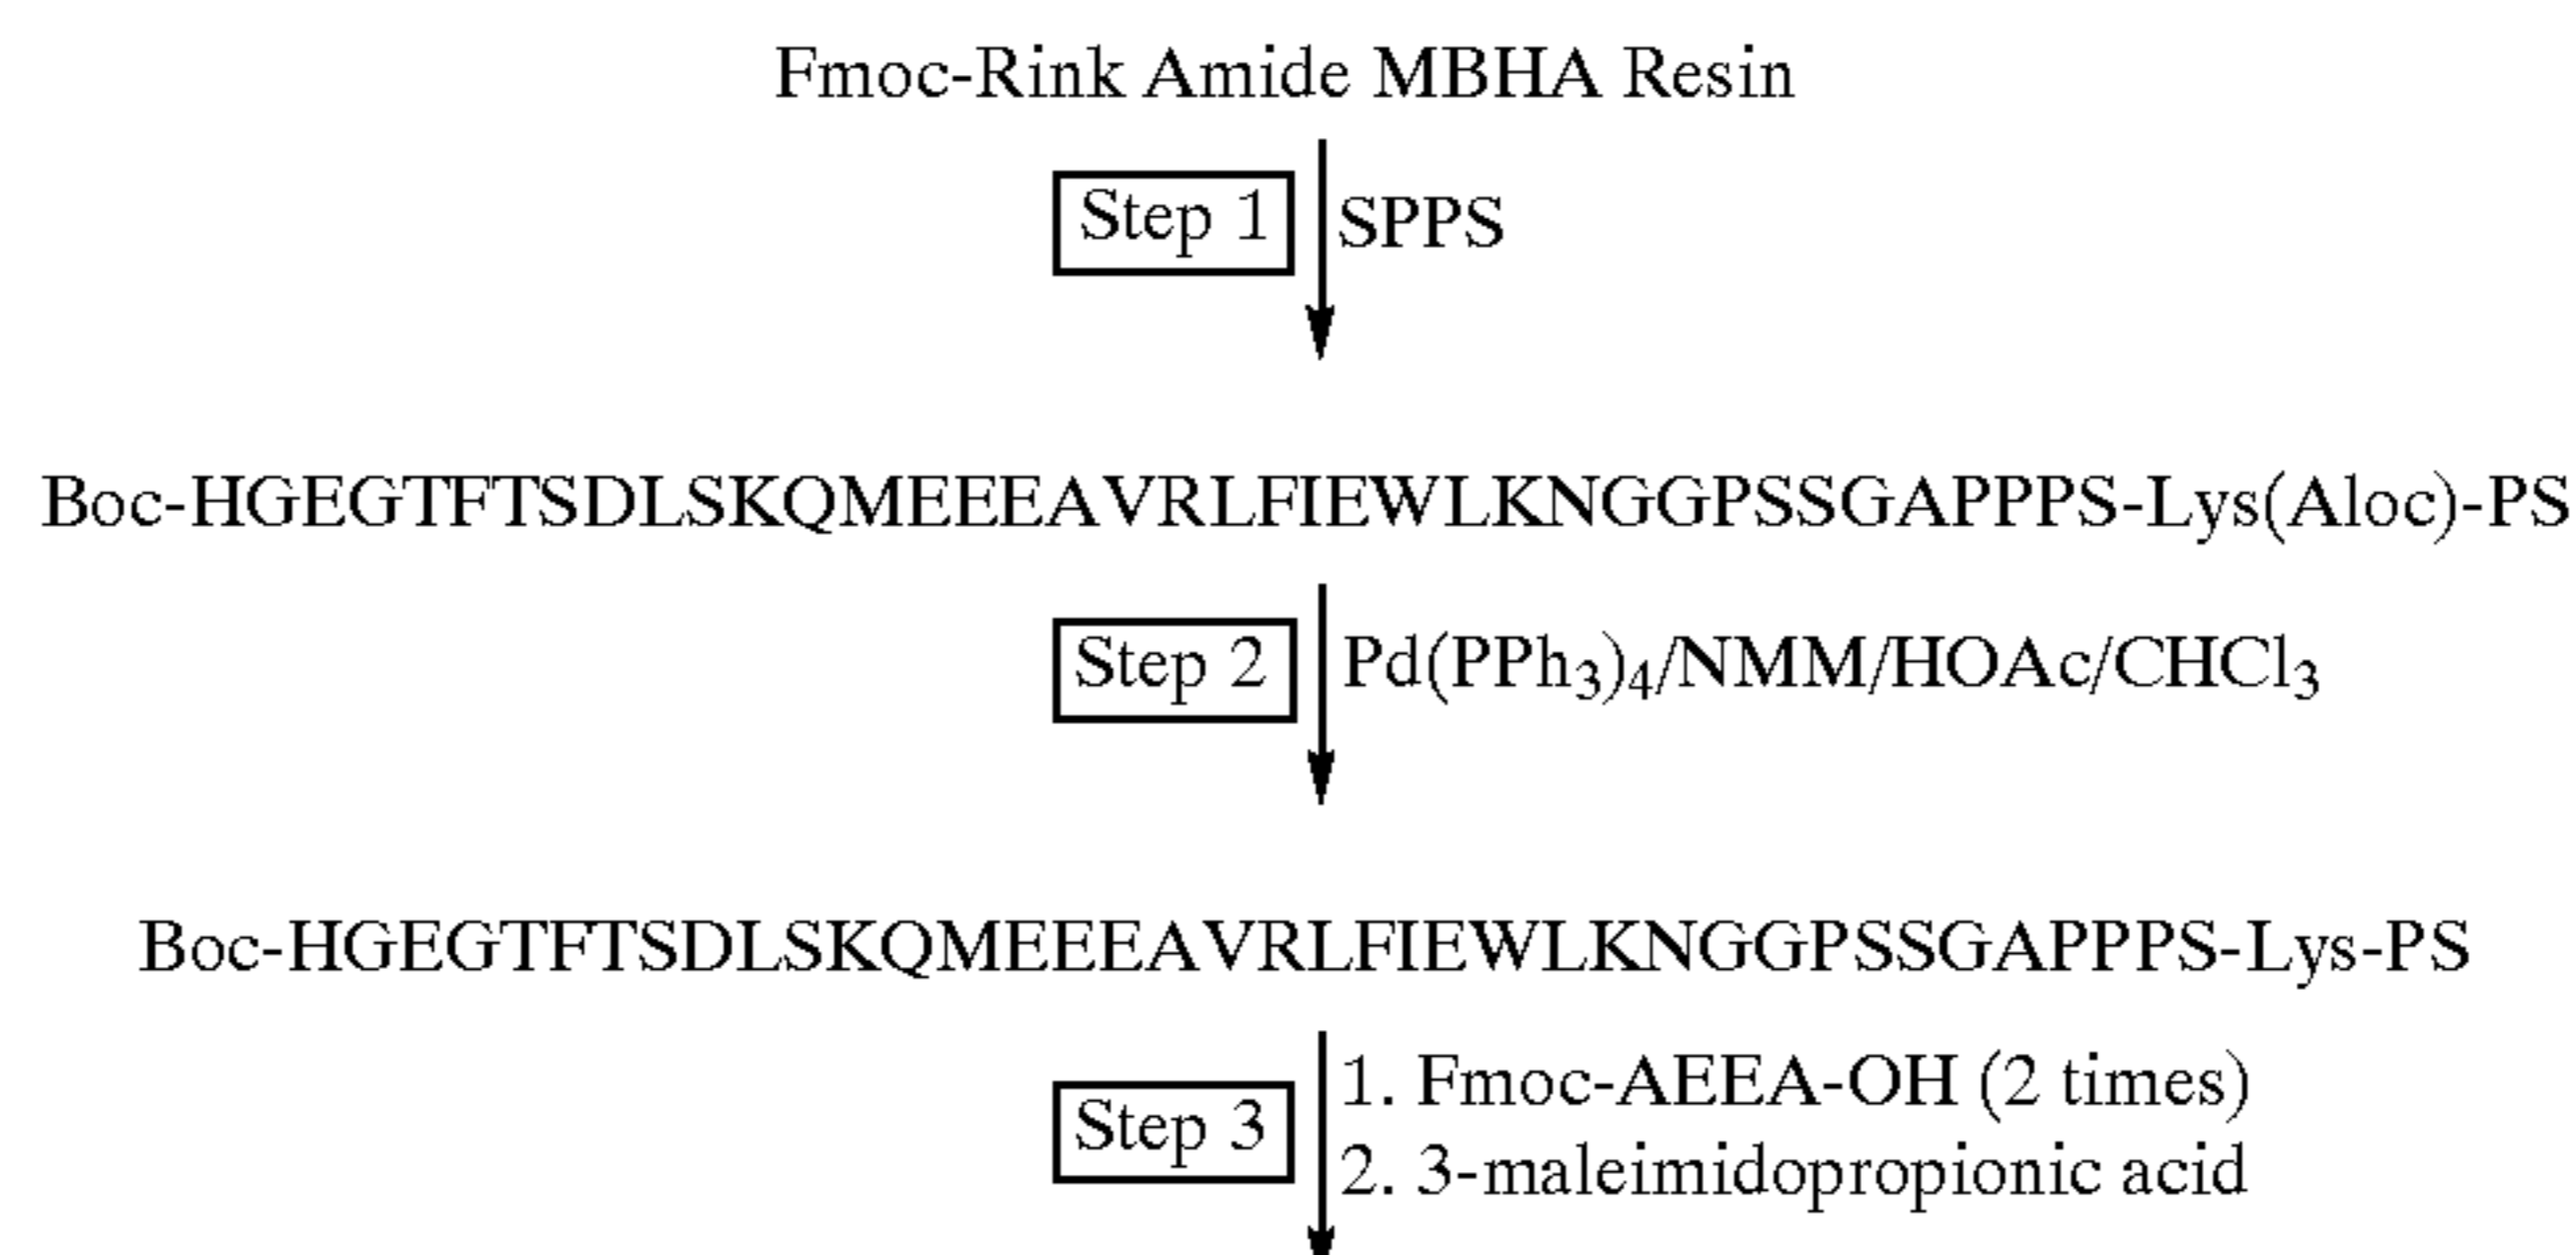 Fmoc-Rink Amide MBHA Resin
Step 1 SPPS
Boc-HGEGTFTSDLSKQMEEEAVRLFIEWLKNGGPSSGAPPPS-Lys(Aloc)-PS
Step 2 Pd(PPh3)4/NMM/HOAc/CHCl3
Boc-HGEGTFTSDLSKQMEEEAVRLFIEWLKNGGPSSGAPPPS-Lys-PS
Step 3
1. Fmoc-AEEA-OH (2 times)
2. 3-maleimidopropionic acid